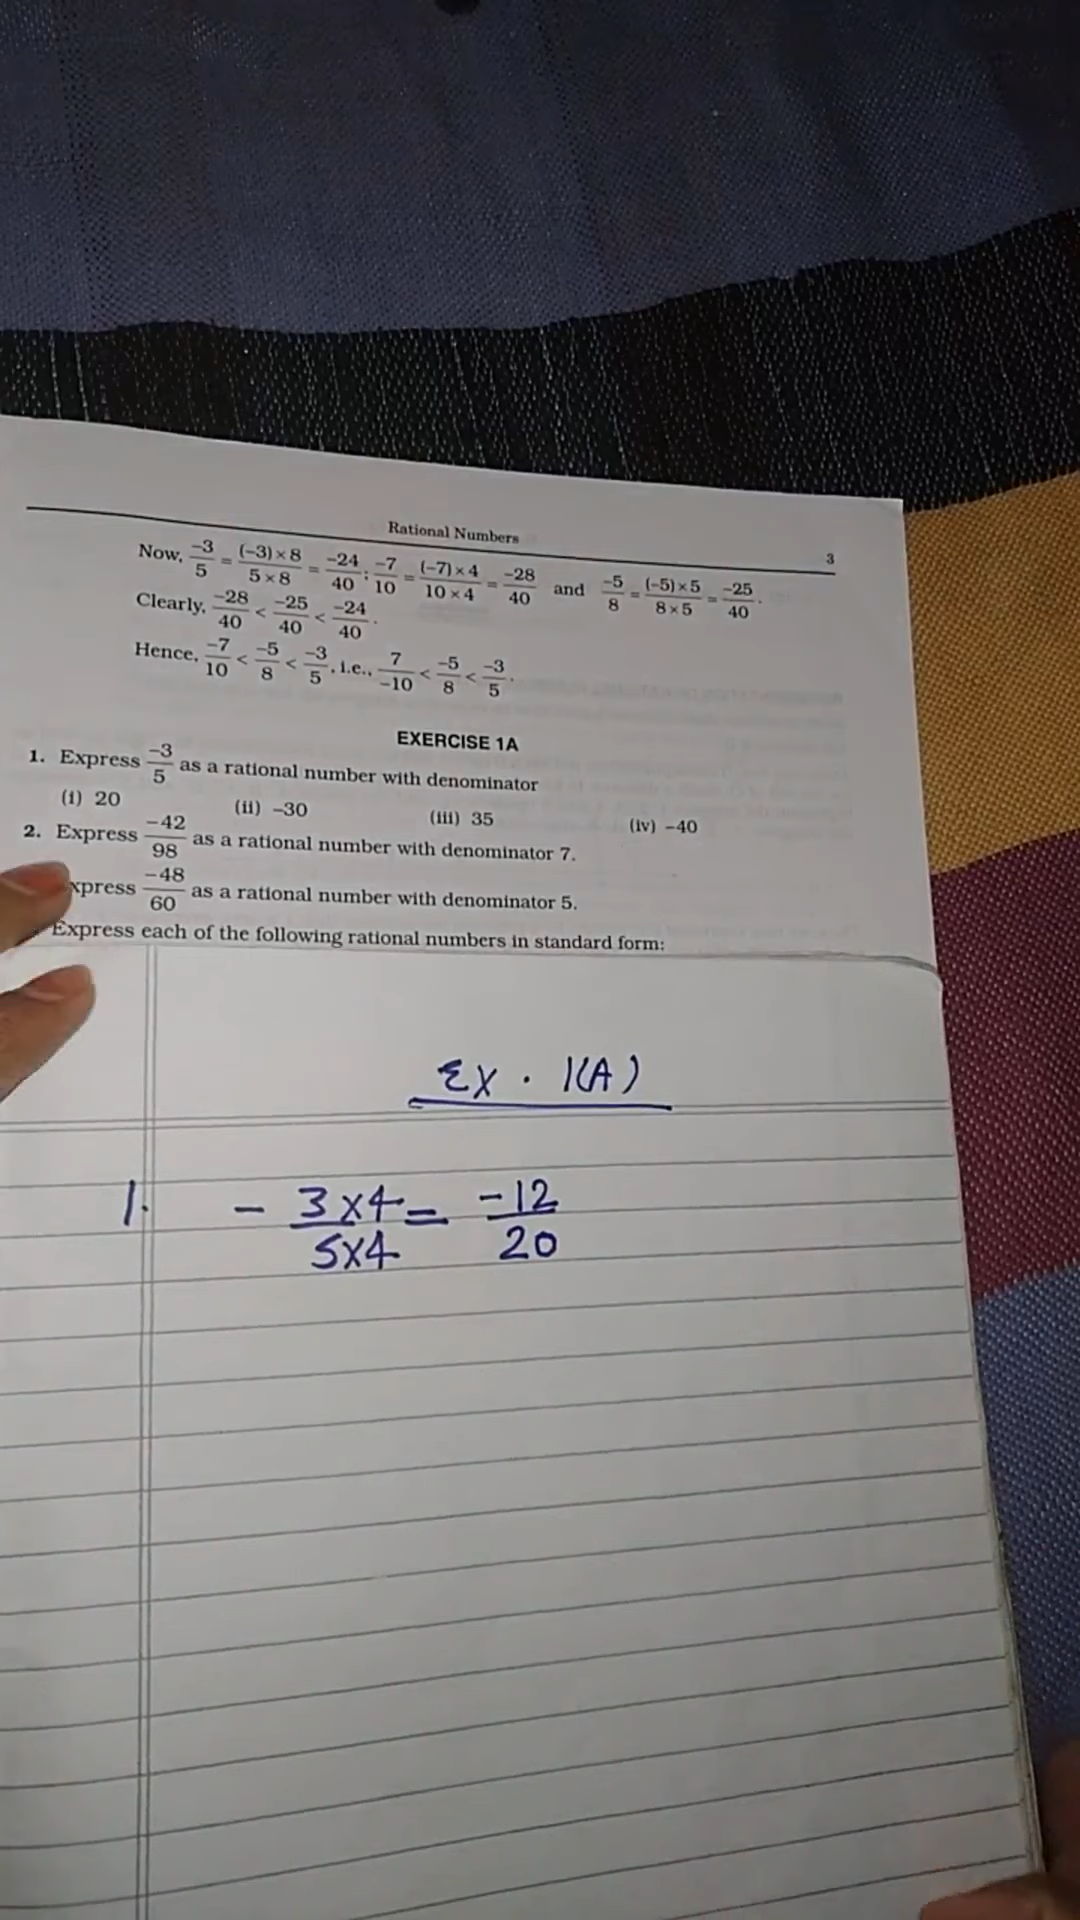 Rational Numbers 3
Now, -3/5 = (-3)×8/5×8 = -24/40; -7/10 = (-7)×4/10×4 = -28/40 and -5/8 = (-5)×5/8×5 = -25/40.
Clearly, -28/40 < -25/40 < -24/40.
Hence, -7/10 < -5/8 < -3/5, i.e., 7/-10 < -5/8 < -3/5.
EXERCISE 1A
1. Express -3/5 as a rational number with denominator
(i) 20 (ii) -30 (iii) 35 (iv) -40
2. Express -42/98 as a rational number with denominator 7.
xpress -48/60 as a rational number with denominator 5.
Express each of the following rational numbers in standard form:
Ex. 1(A)
1. - 3×4/5×4 = -12/20